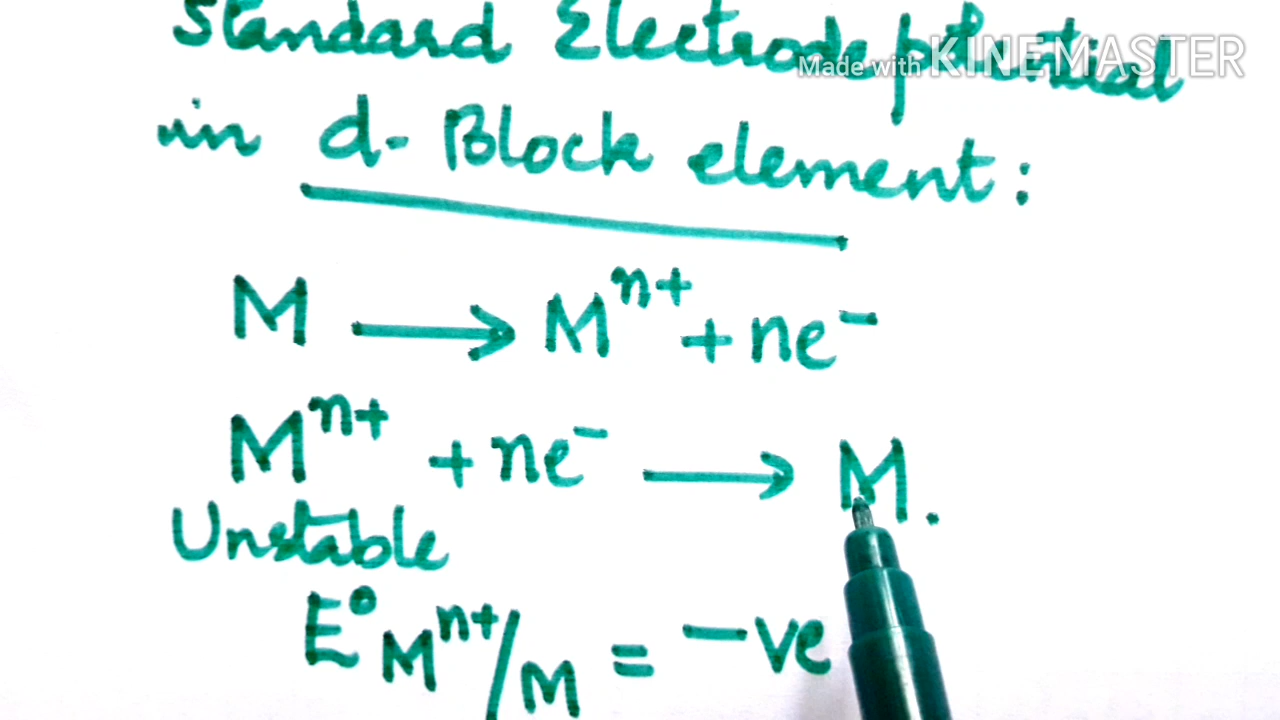 Standard Electrode potential
Made with KINEMASTER
in d-Block element:
M ⟶ Mⁿ⁺ + ne⁻
Mⁿ⁺ + ne⁻ ⟶ M.
Unstable
E° Mⁿ⁺/M = -ve